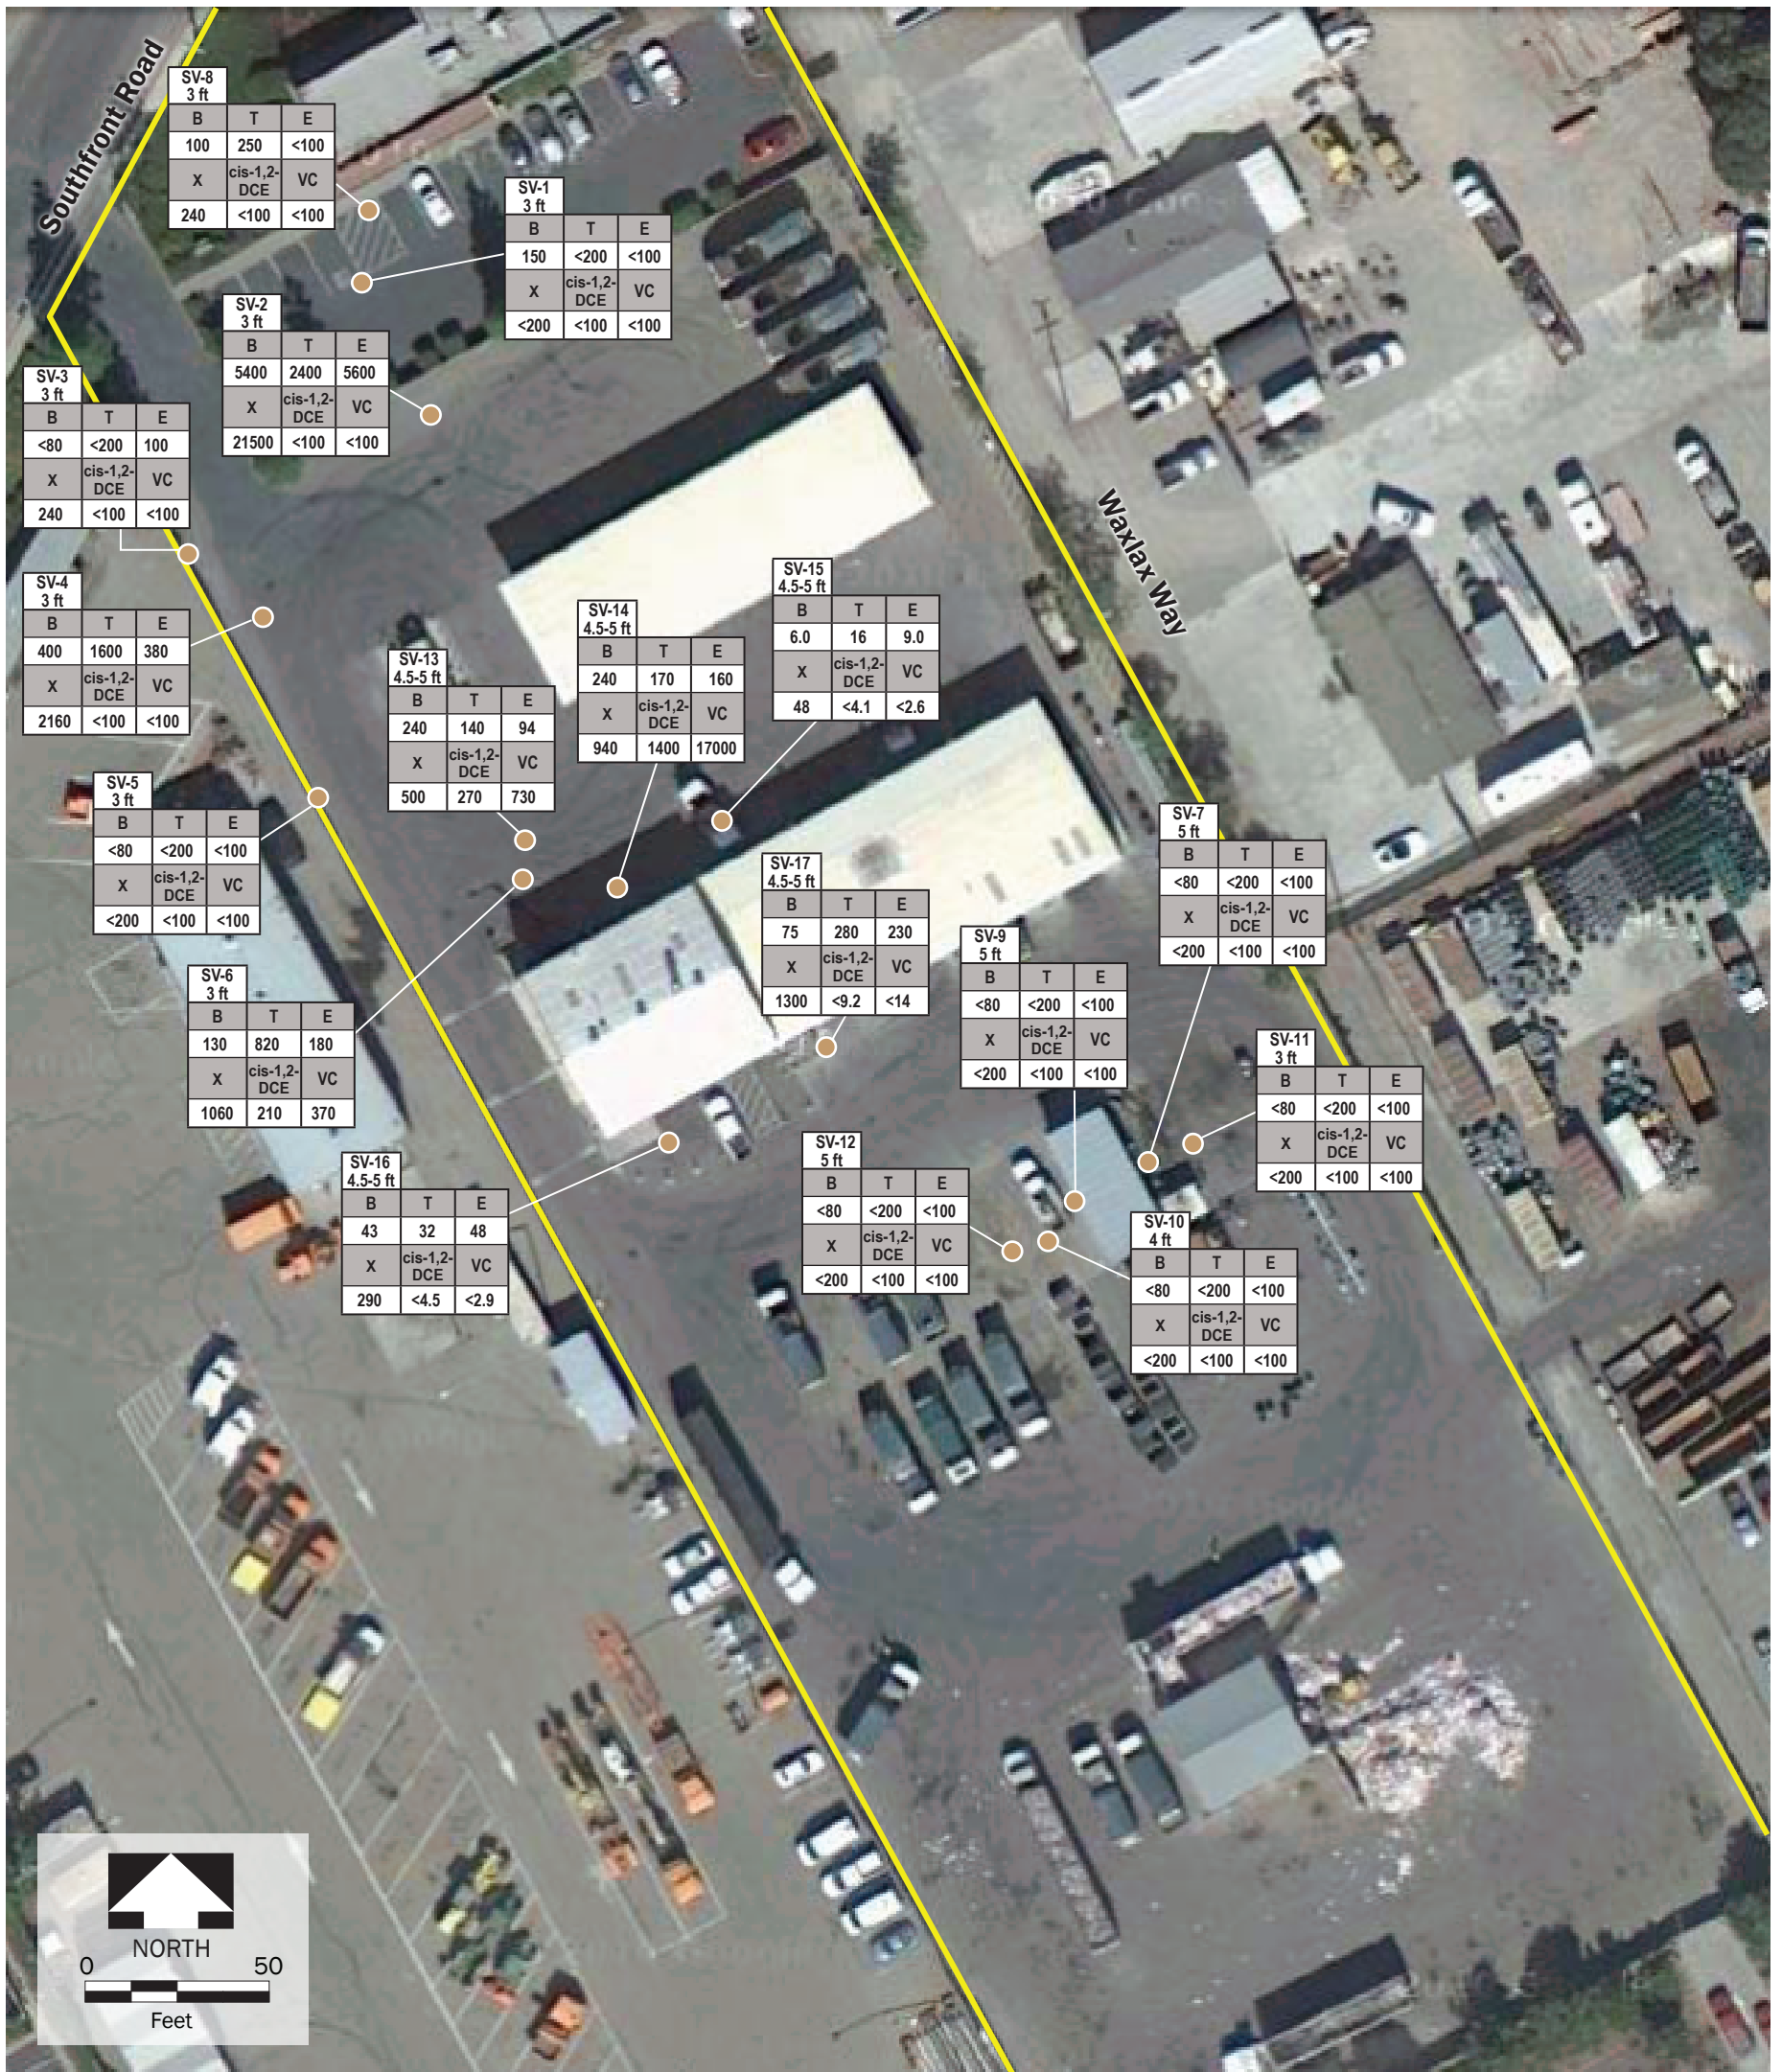 Southfront Road
SV-8
3 ft
B T E
100 250 <100
X cis-1,2-DCE VC
240 <100 <100
SV-1
3 ft
B T E
150 <200 <100
X cis-1,2-DCE VC
<200 <100 <100
SV-2
3 ft
B T E
5400 2400 5600
X cis-1,2-DCE VC
21500 <100 <100
SV-3
3 ft
B T E
<80 <200 100
X cis-1,2-DCE VC
240 <100 <100
SV-4
3 ft
B T E
400 1600 380
X cis-1,2-DCE VC
2160 <100 <100
Waxlax Way
SV-15
4.5-5 ft
B T E
6.0 16 9.0
X cis-1,2-DCE VC
48 <4.1 <2.6
SV-14
4.5-5 ft
B T E
240 170 160
X cis-1,2-DCE VC
940 1400 17000
SV-13
4.5-5 ft
B T E
240 140 94
X cis-1,2-DCE VC
500 270 730
SV-5
3 ft
B T E
<80 <200 <100
X cis-1,2-DCE VC
<200 <100 <100
SV-7
5 ft
B T E
<80 <200 <100
X cis-1,2-DCE VC
<200 <100 <100
SV-17
4.5-5 ft
B T E
75 280 230
X cis-1,2-DCE VC
1300 <9.2 <14
SV-9
5 ft
B T E
<80 <200 <100
X cis-1,2-DCE VC
<200 <100 <100
SV-6
3 ft
B T E
130 820 180
X cis-1,2-DCE VC
1060 210 370
SV-11
3 ft
B T E
<80 <200 <100
X cis-1,2-DCE VC
<200 <100 <100
SV-12
5 ft
B T E
<80 <200 <100
X cis-1,2-DCE VC
<200 <100 <100
SV-16
4.5-5 ft
B T E
43 32 48
X cis-1,2-DCE VC
290 <4.5 <2.9
SV-10
4 ft
B T E
<80 <200 <100
X cis-1,2-DCE VC
<200 <100 <100
NORTH
0 50
Feet